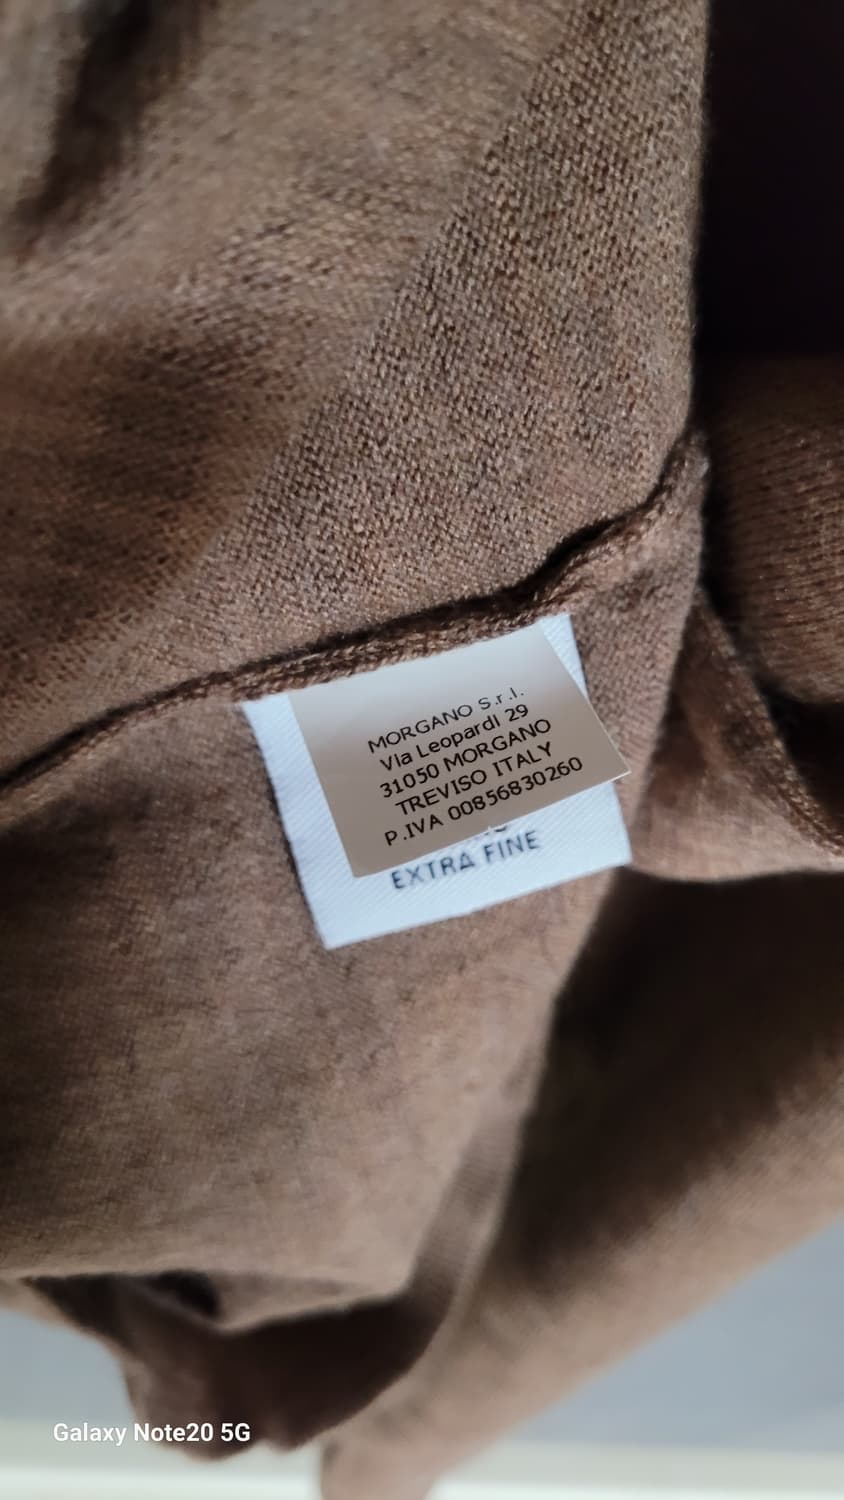 MORGANO S.r.l.
Via Leopardi 29
31050 MORGANO
TREVISO ITALY
P.IVA 00856830260
EXTRA FINE
Galaxy Note20 5G